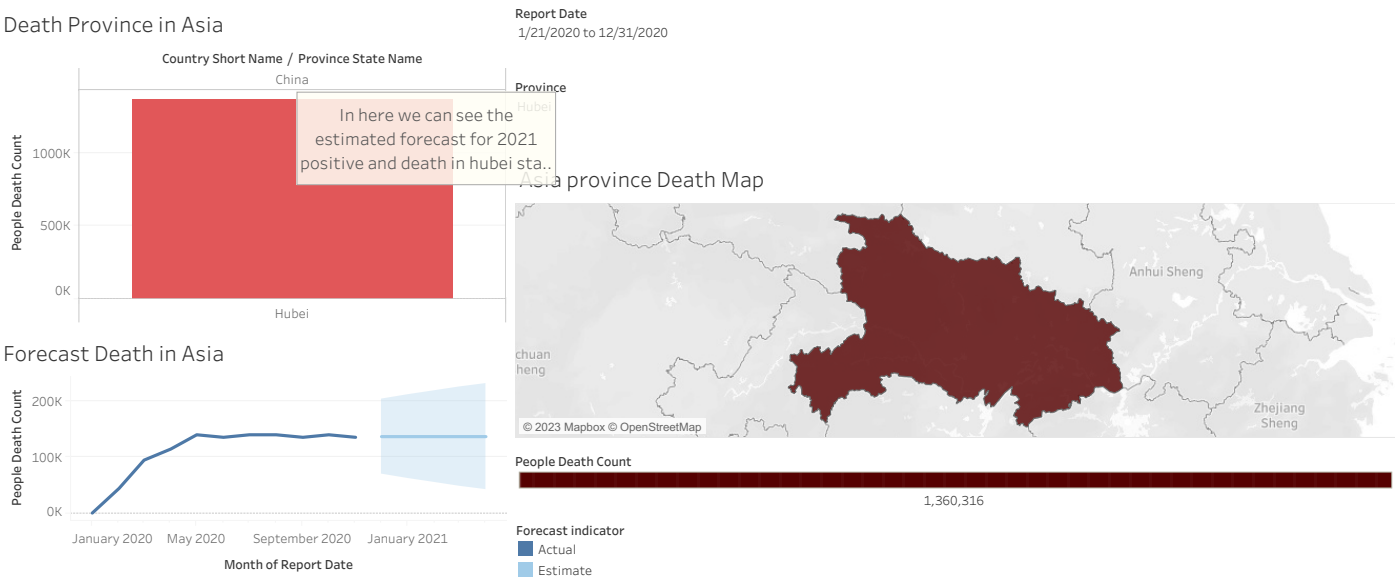 Death Province in Asia
Country Short Name / Province State Name
China
People Death Count
1000K
500K
0K
Hubei
In here we can see the
estimated forecast for 2021
positive and death in hubei sta..
Forecast Death in Asia
People Death Count
200K
100K
0K
January 2020 May 2020 September 2020 January 2021
Month of Report Date
Report Date
1/21/2020 to 12/31/2020
Province
Hubei
Asia province Death Map
Anhui Sheng
chuan
heng
Zhejiang
Sheng
© 2023 Mapbox © OpenStreetMap
People Death Count
1,360,316
Forecast indicator
Actual
Estimate